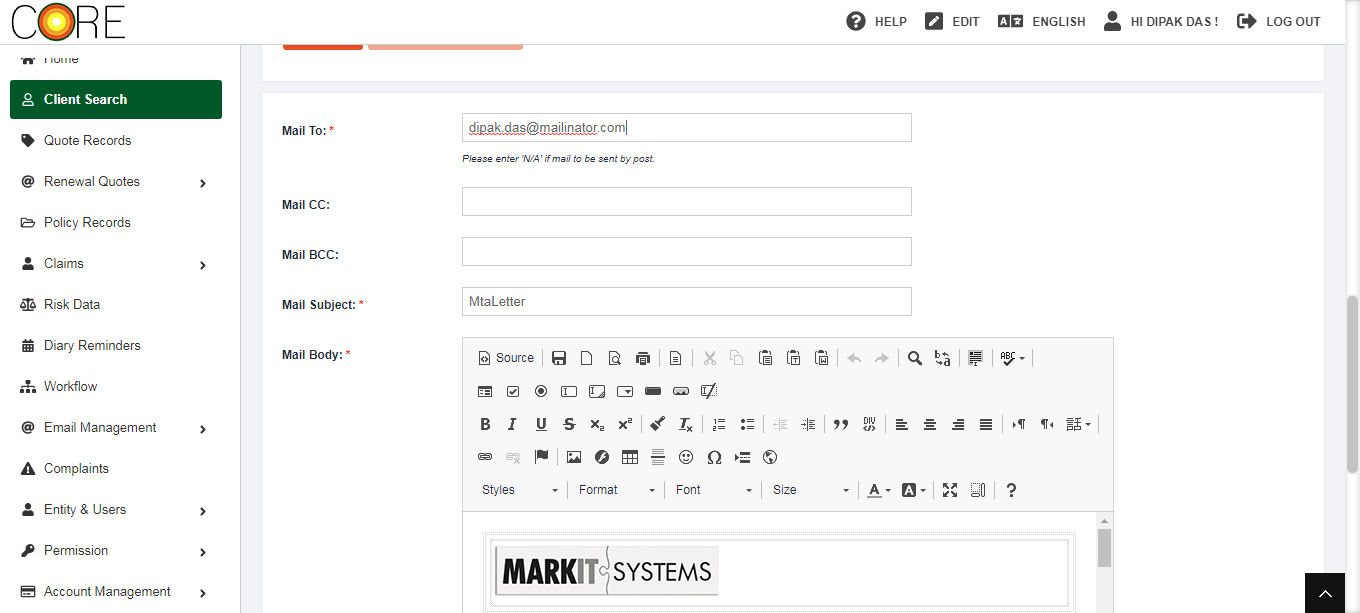 CORE
HELP
EDIT
ENGLISH
HI DIPAK DAS !
LOG OUT
Home
Client Search
Quote Records
Renewal Quotes
Policy Records
Claims
Risk Data
Diary Reminders
Workflow
Email Management
Complaints
Entity & Users
Permission
Account Management
Mail To: *
dipak.das@mailinator.com
Please enter 'N/A' if mail to be sent by post.
Mail CC:
Mail BCC:
Mail Subject: *
MtaLetter
Mail Body: *
Source
Styles Format Font Size
MARKIT SYSTEMS